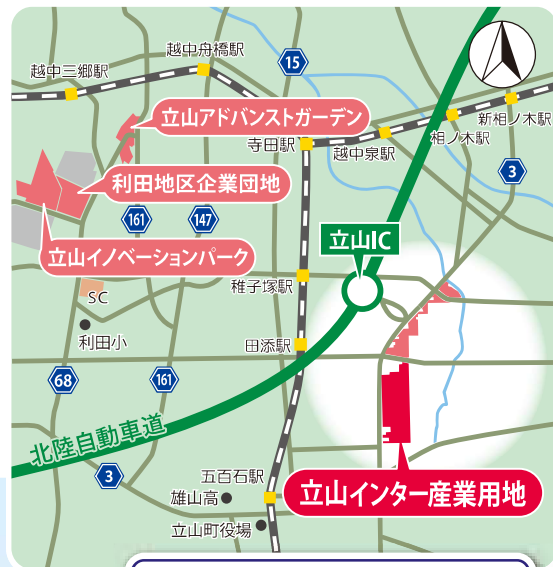 越中舟橋駅
15
越中三郷駅
新相ノ木駅
立山アドバンストガーデン
相ノ木駅
寺田駅
越中泉駅
3
利田地区企業団地
161
147
立山IC
立山イノベーションパーク
稚子塚駅
SC
利田小
田添駅
68
161
北陸自動車道
3
五百石駅
立山インター産業用地
雄山高
立山町役場